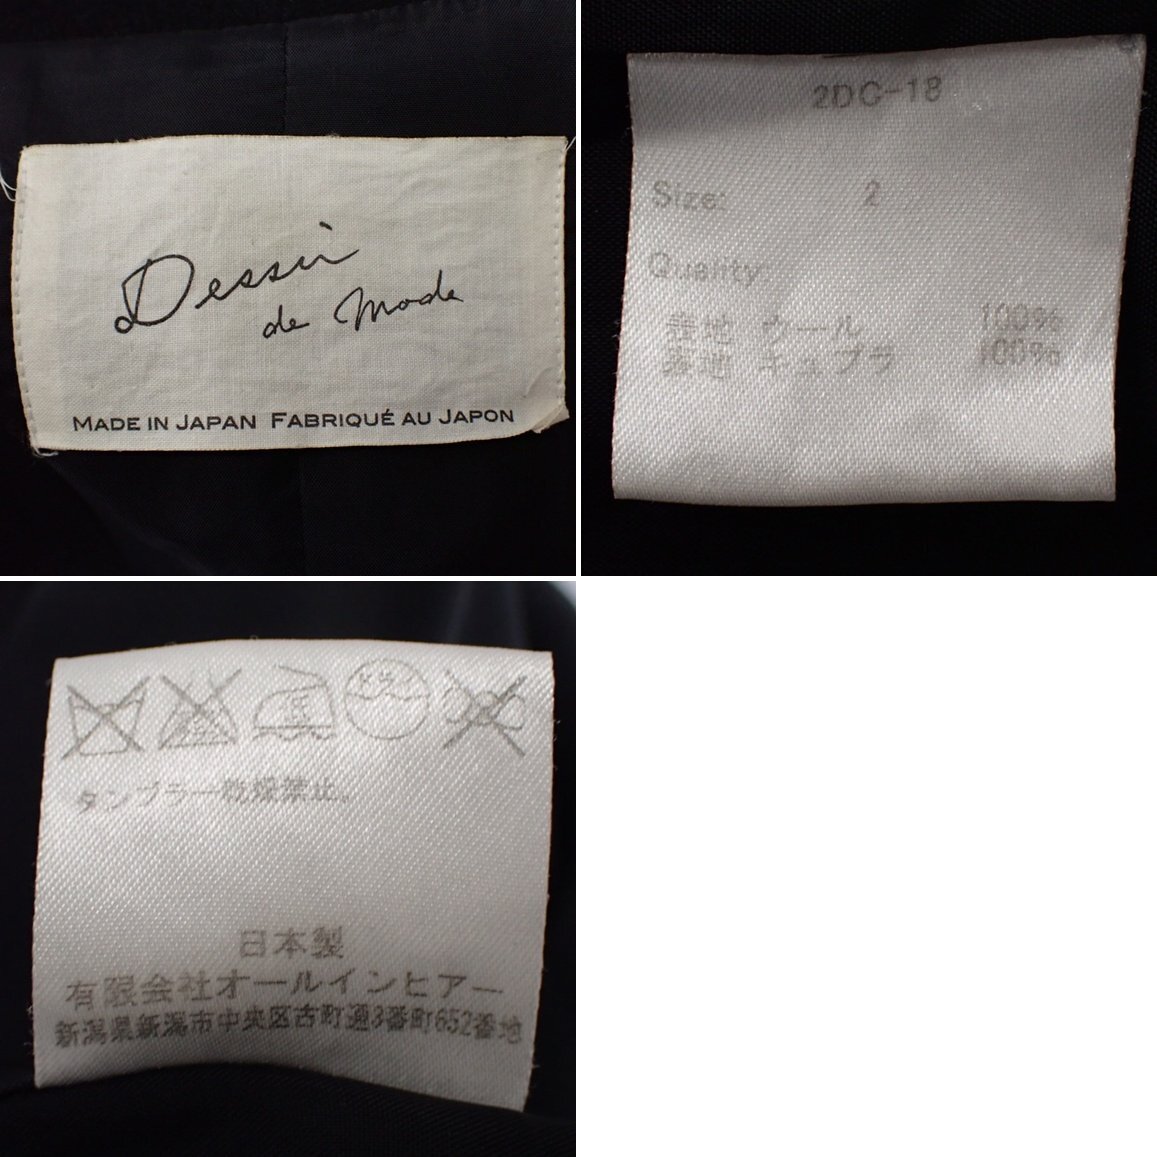 Dessin
de Mode
MADE IN JAPAN FABRIQUÉ AU JAPON
2DC-18
Size: 2
Quality
表地 ウール 100%
裏地 キュプラ 100%
タンブラー乾燥禁止。
日本製
有限会社オールインヒアー
新潟県新潟市中央区古町通3番町652番地